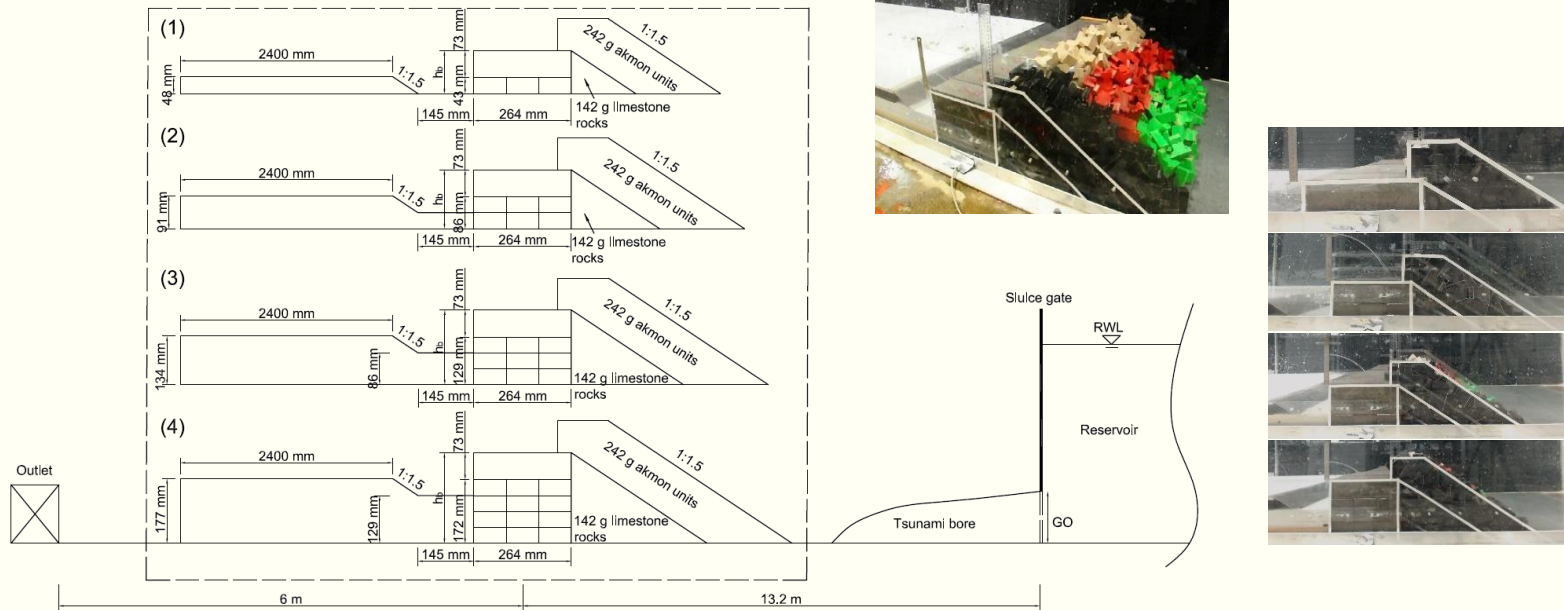 (1)
2400 mm
1:1.5
48 mm
73 mm
hb
43 mm
145 mm
264 mm
242 g akmon units
1:1.5
142 g limestone
rocks
(2)
2400 mm
1:1.5
91 mm
73 mm
hb
86 mm
145 mm
264 mm
242 g akmon units
1:1.5
142 g limestone
rocks
(3)
2400 mm
1:1.5
134 mm
86 mm
73 mm
hb
129 mm
145 mm
264 mm
242 g akmon units
1:1.5
142 g limestone
rocks
(4)
2400 mm
1:1.5
177 mm
129 mm
73 mm
hb
172 mm
145 mm
264 mm
242 g akmon units
1:1.5
142 g limestone
rocks
Outlet
Sluice gate
RWL
Reservoir
Tsunami bore
GO
6 m
13.2 m